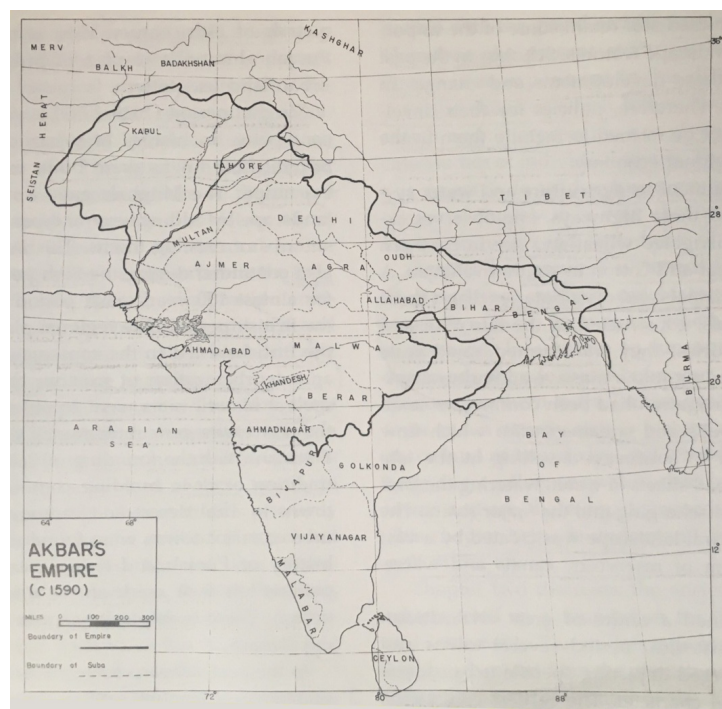 KASHGHAR
MERV
36°
BALKH
BADAKHSHAN
HERAT
KABUL
SEISTAN
LAHORE
TIBET
28°
DELHI
MULTAN
OUDH
AJMER
AGRA
ALLAHABAD
BIHAR
BENGAL
AHMADABAD
MALWA
BURMA
20°
KHANDESH
BERAR
ARABIAN
SEA
AHMADNAGAR
BAY
OF
BENGAL
BIJAPUR
GOLKONDA
64°
68°
VIJAYANAGAR
12°
AKBAR'S
EMPIRE
(C 1590)
MALABAR
MILES 0 100 200 300
Boundary of Empire
Boundary of Suba
CEYLON
72°
80
88°